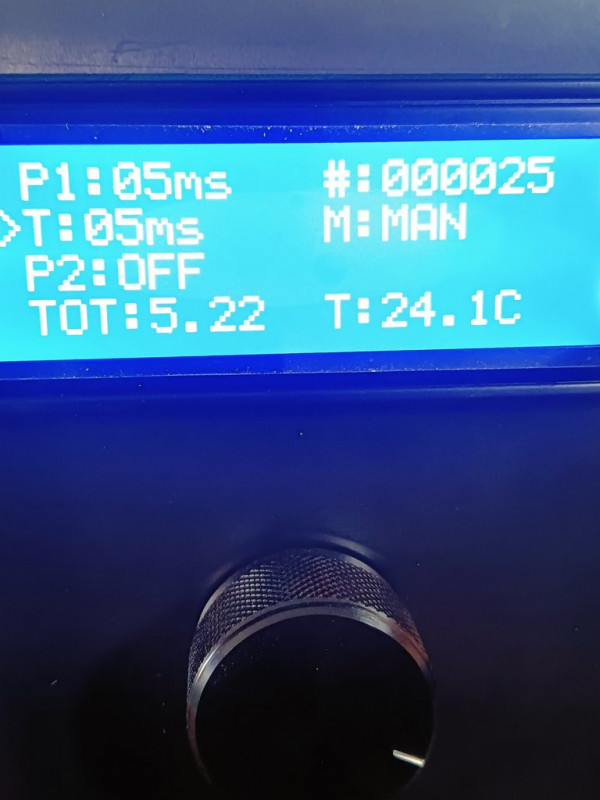 P1:05ms #:000025
>T:05ms M:MAN
P2:OFF
TOT:5.22 T:24.1C